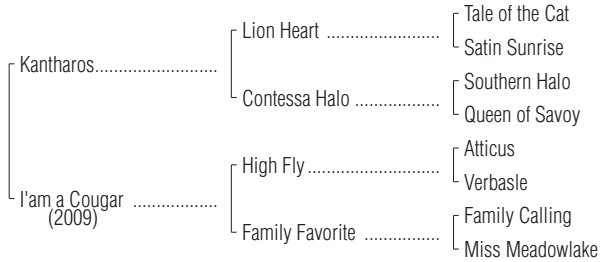 Tale of the Cat
Lion Heart ........................
Satin Sunrise
Kantharos..........................
Southern Halo
Contessa Halo ..................
Queen of Savoy
Atticus
High Fly ............................
Verbasle
I'am a Cougar ..................
(2009)
Family Calling
Family Favorite ................
Miss Meadowlake